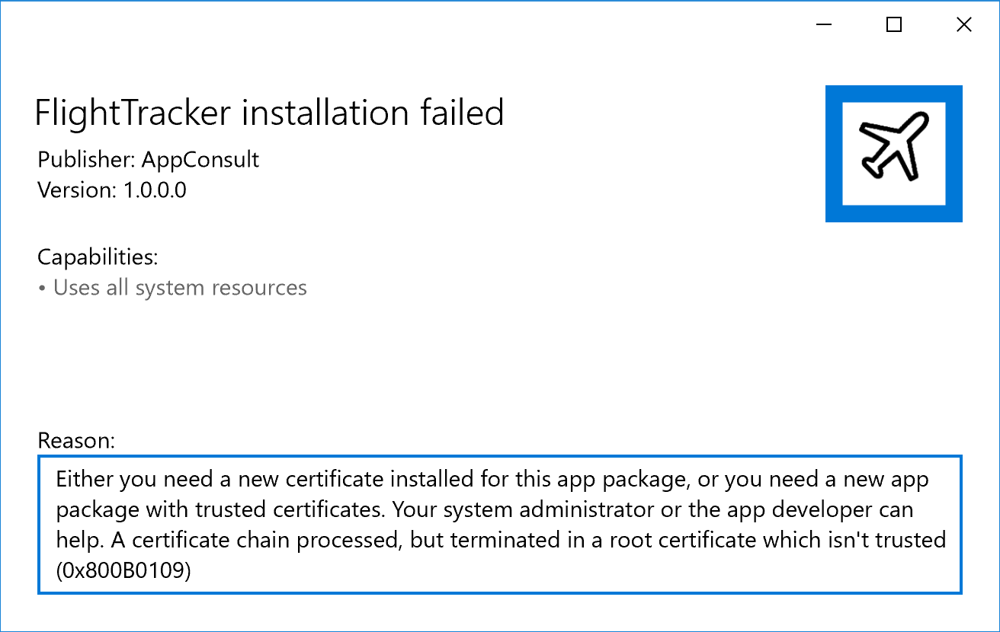 FlightTracker installation failed
Publisher: AppConsult
Version: 1.0.0.0
Capabilities:
• Uses all system resources
Reason:
Either you need a new certificate installed for this app package, or you need a new app
package with trusted certificates. Your system administrator or the app developer can
help. A certificate chain processed, but terminated in a root certificate which isn't trusted
(0x800B0109)